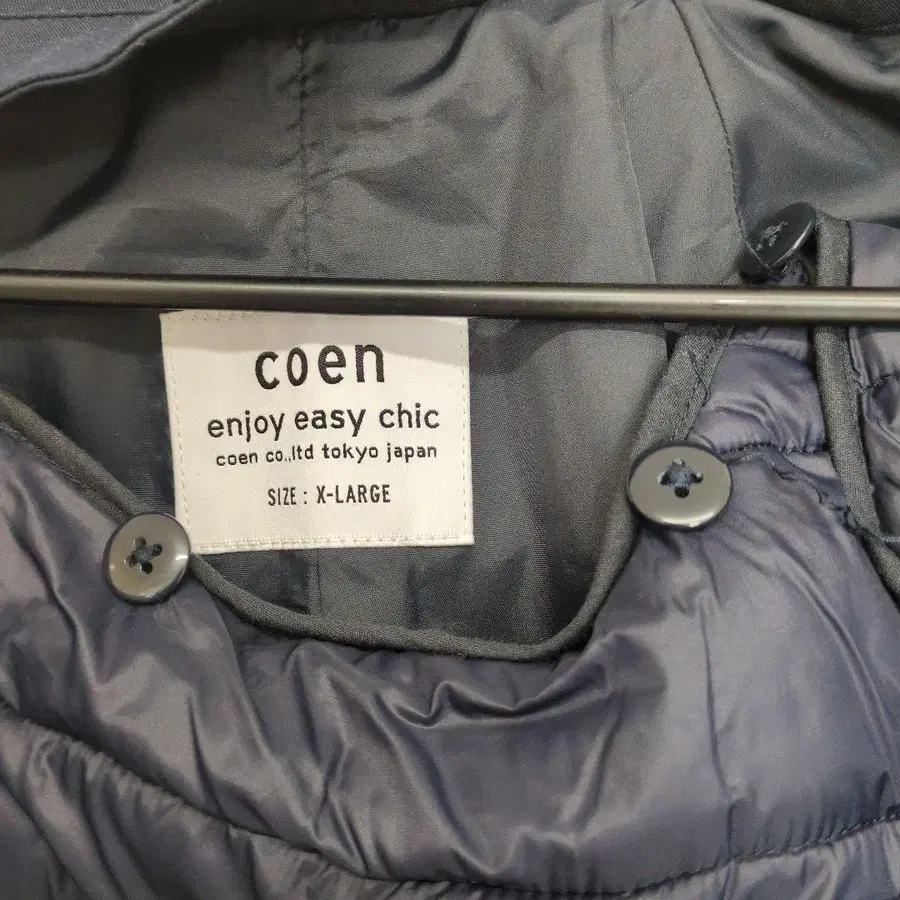 coen
enjoy easy chic
coen co.,ltd tokyo japan
SIZE : X-LARGE